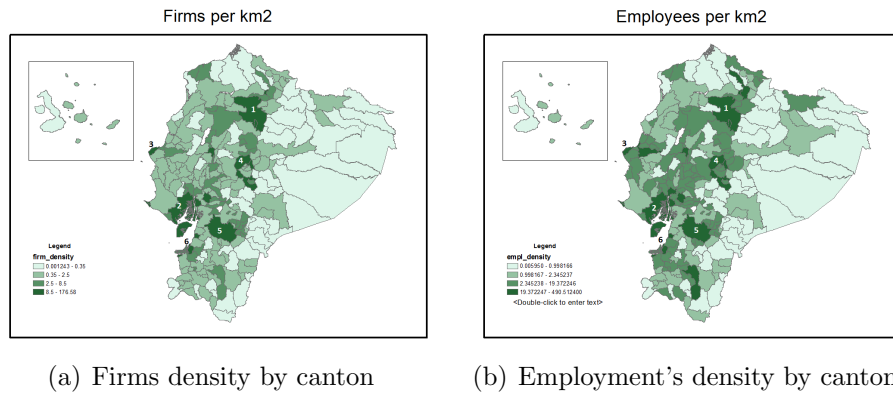 Firms per km2
1
3
4
2
5
6
Legend
firm_density
0.001243 - 0.35
0.35 - 2.5
2.5 - 8.5
8.5 - 176.58
(a) Firms density by canton
Employees per km2
1
3
4
2
5
6
Legend
empl_density
0.005950 - 0.998166
0.998167 - 2.345237
2.345238 - 19.372246
19.372247 - 490.512400
<Double-click to enter text>
(b) Employment's density by canton